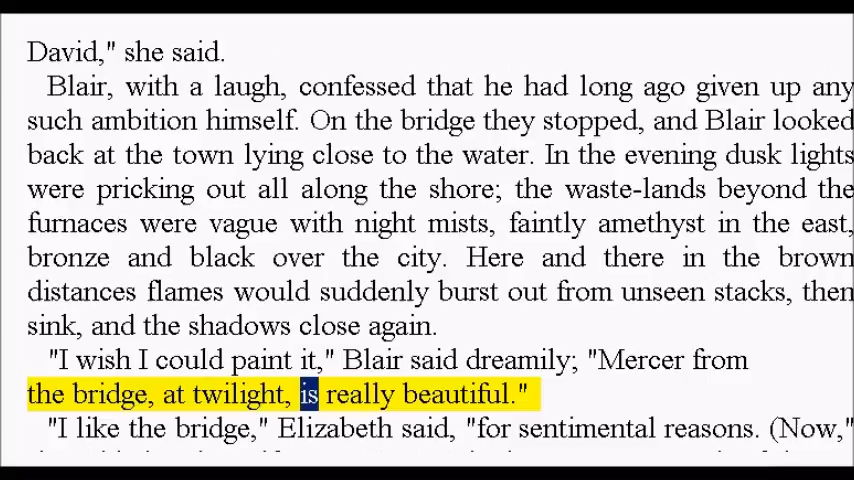 David," she said.
Blair, with a laugh, confessed that he had long ago given up any
such ambition himself. On the bridge they stopped, and Blair looked
back at the town lying close to the water. In the evening dusk lights
were pricking out all along the shore; the waste-lands beyond the
furnaces were vague with night mists, faintly amethyst in the east,
bronze and black over the city. Here and there in the brown
distances flames would suddenly burst out from unseen stacks, then
sink, and the shadows close again.
"I wish I could paint it," Blair said dreamily; "Mercer from
the bridge, at twilight, is really beautiful."
"I like the bridge," Elizabeth said, "for sentimental reasons. (Now,"